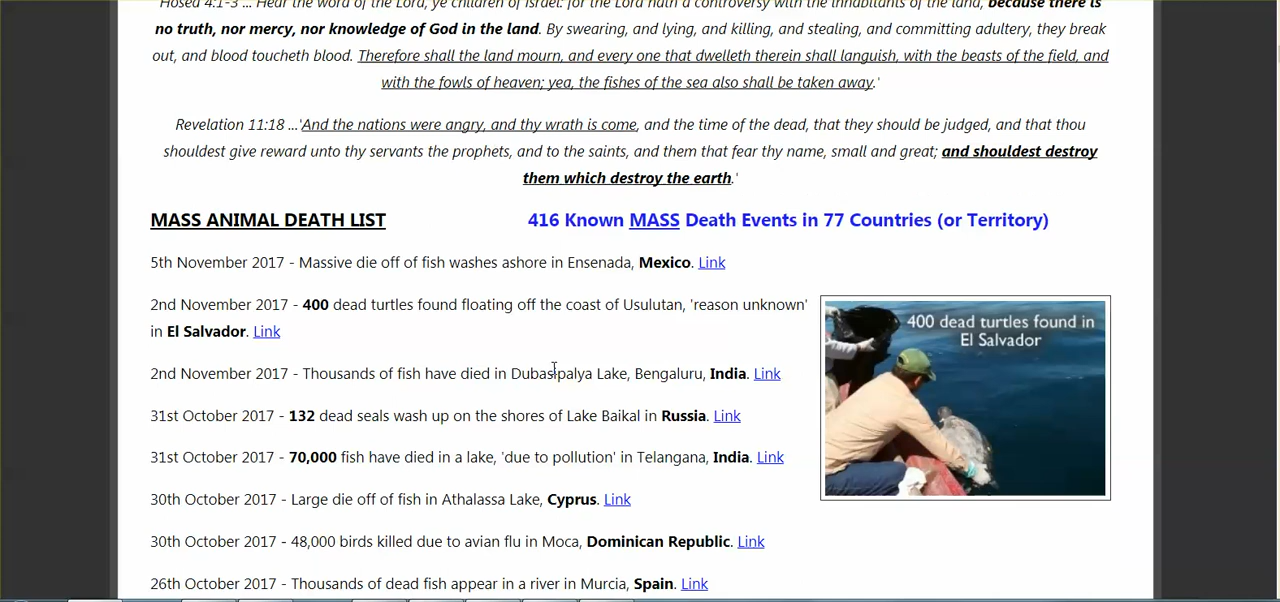 Hosea 4:1-3 ... 'Hear the word of the Lord, ye children of Israel: for the Lord hath a controversy with the inhabitants of the land, because there is
no truth, nor mercy, nor knowledge of God in the land. By swearing, and lying, and killing, and stealing, and committing adultery, they break
out, and blood toucheth blood. Therefore shall the land mourn, and every one that dwelleth therein shall languish, with the beasts of the field, and
with the fowls of heaven; yea, the fishes of the sea also shall be taken away.'
Revelation 11:18 ...'And the nations were angry, and thy wrath is come, and the time of the dead, that they should be judged, and that thou
shouldest give reward unto thy servants the prophets, and to the saints, and them that fear thy name, small and great; and shouldest destroy
them which destroy the earth.'
MASS ANIMAL DEATH LIST 416 Known MASS Death Events in 77 Countries (or Territory)
5th November 2017 - Massive die off of fish washes ashore in Ensenada, Mexico. Link
2nd November 2017 - 400 dead turtles found floating off the coast of Usulutan, 'reason unknown'
in El Salvador. Link
400 dead turtles found in
El Salvador
2nd November 2017 - Thousands of fish have died in Dubasipalya Lake, Bengaluru, India. Link
31st October 2017 - 132 dead seals wash up on the shores of Lake Baikal in Russia. Link
31st October 2017 - 70,000 fish have died in a lake, 'due to pollution' in Telangana, India. Link
30th October 2017 - Large die off of fish in Athalassa Lake, Cyprus. Link
30th October 2017 - 48,000 birds killed due to avian flu in Moca, Dominican Republic. Link
26th October 2017 - Thousands of dead fish appear in a river in Murcia, Spain. Link